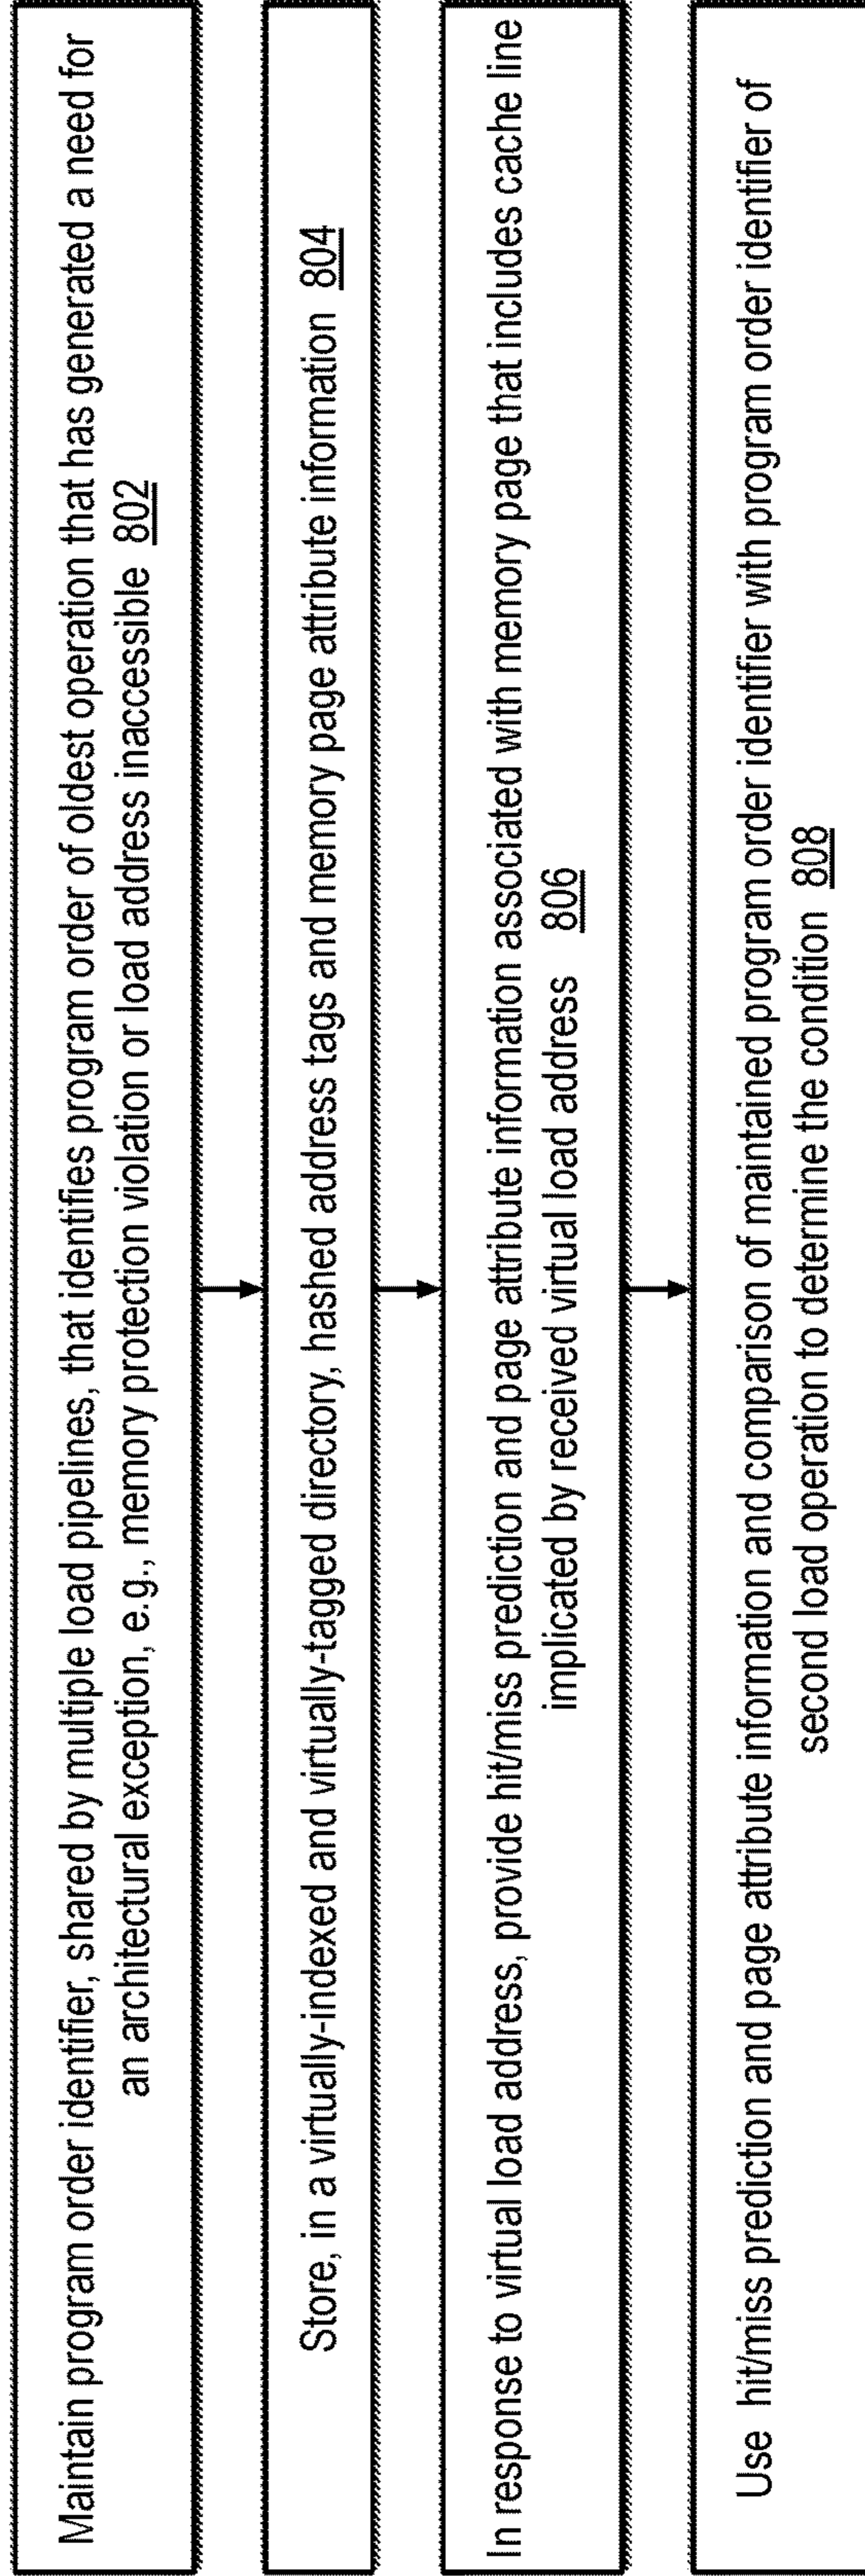 Maintain program order identifier, shared by multiple load pipelines, that identifies program order of oldest operation that has generated a need for
an architectural exception, e.g., memory protection violation or load address inaccessible 802
Store, in a virtually-indexed and virtually-tagged directory, hashed address tags and memory page attribute information 804
In response to virtual load address, provide hit/miss prediction and page attribute information associated with memory page that includes cache line
implicated by received virtual load address 806
Use hit/miss prediction and page attribute information and comparison of maintained program order identifier with program order identifier of
second load operation to determine the condition 808